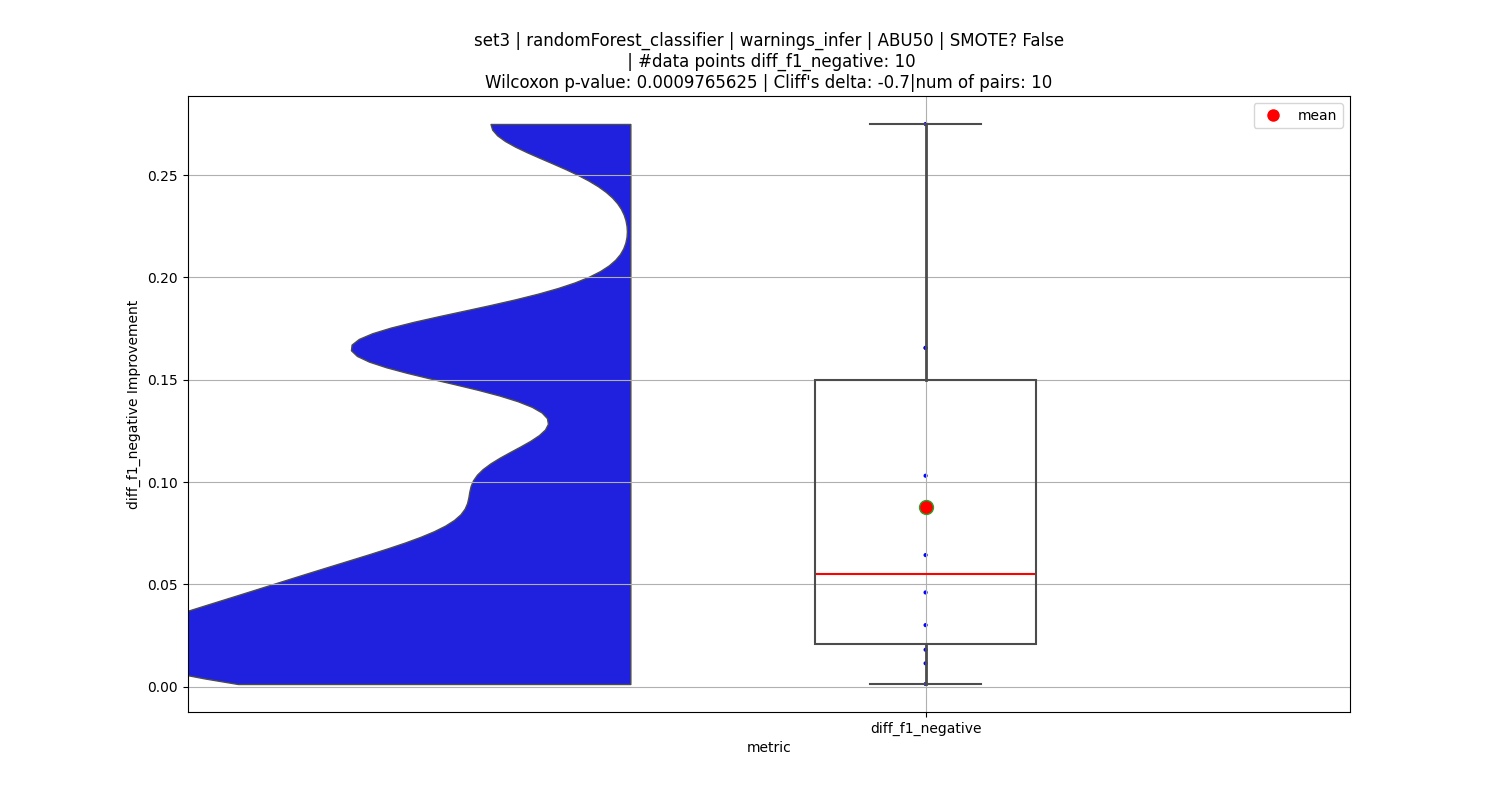 set3 | randomForest_classifier | warnings_infer | ABU50 | SMOTE? False
| #data points diff_f1_negative: 10
Wilcoxon p-value: 0.0009765625 | Cliff's delta: -0.7|num of pairs: 10
mean
0.25
0.20
0.15
0.10
0.05
0.00
diff_f1_negative Improvement
diff_f1_negative
metric